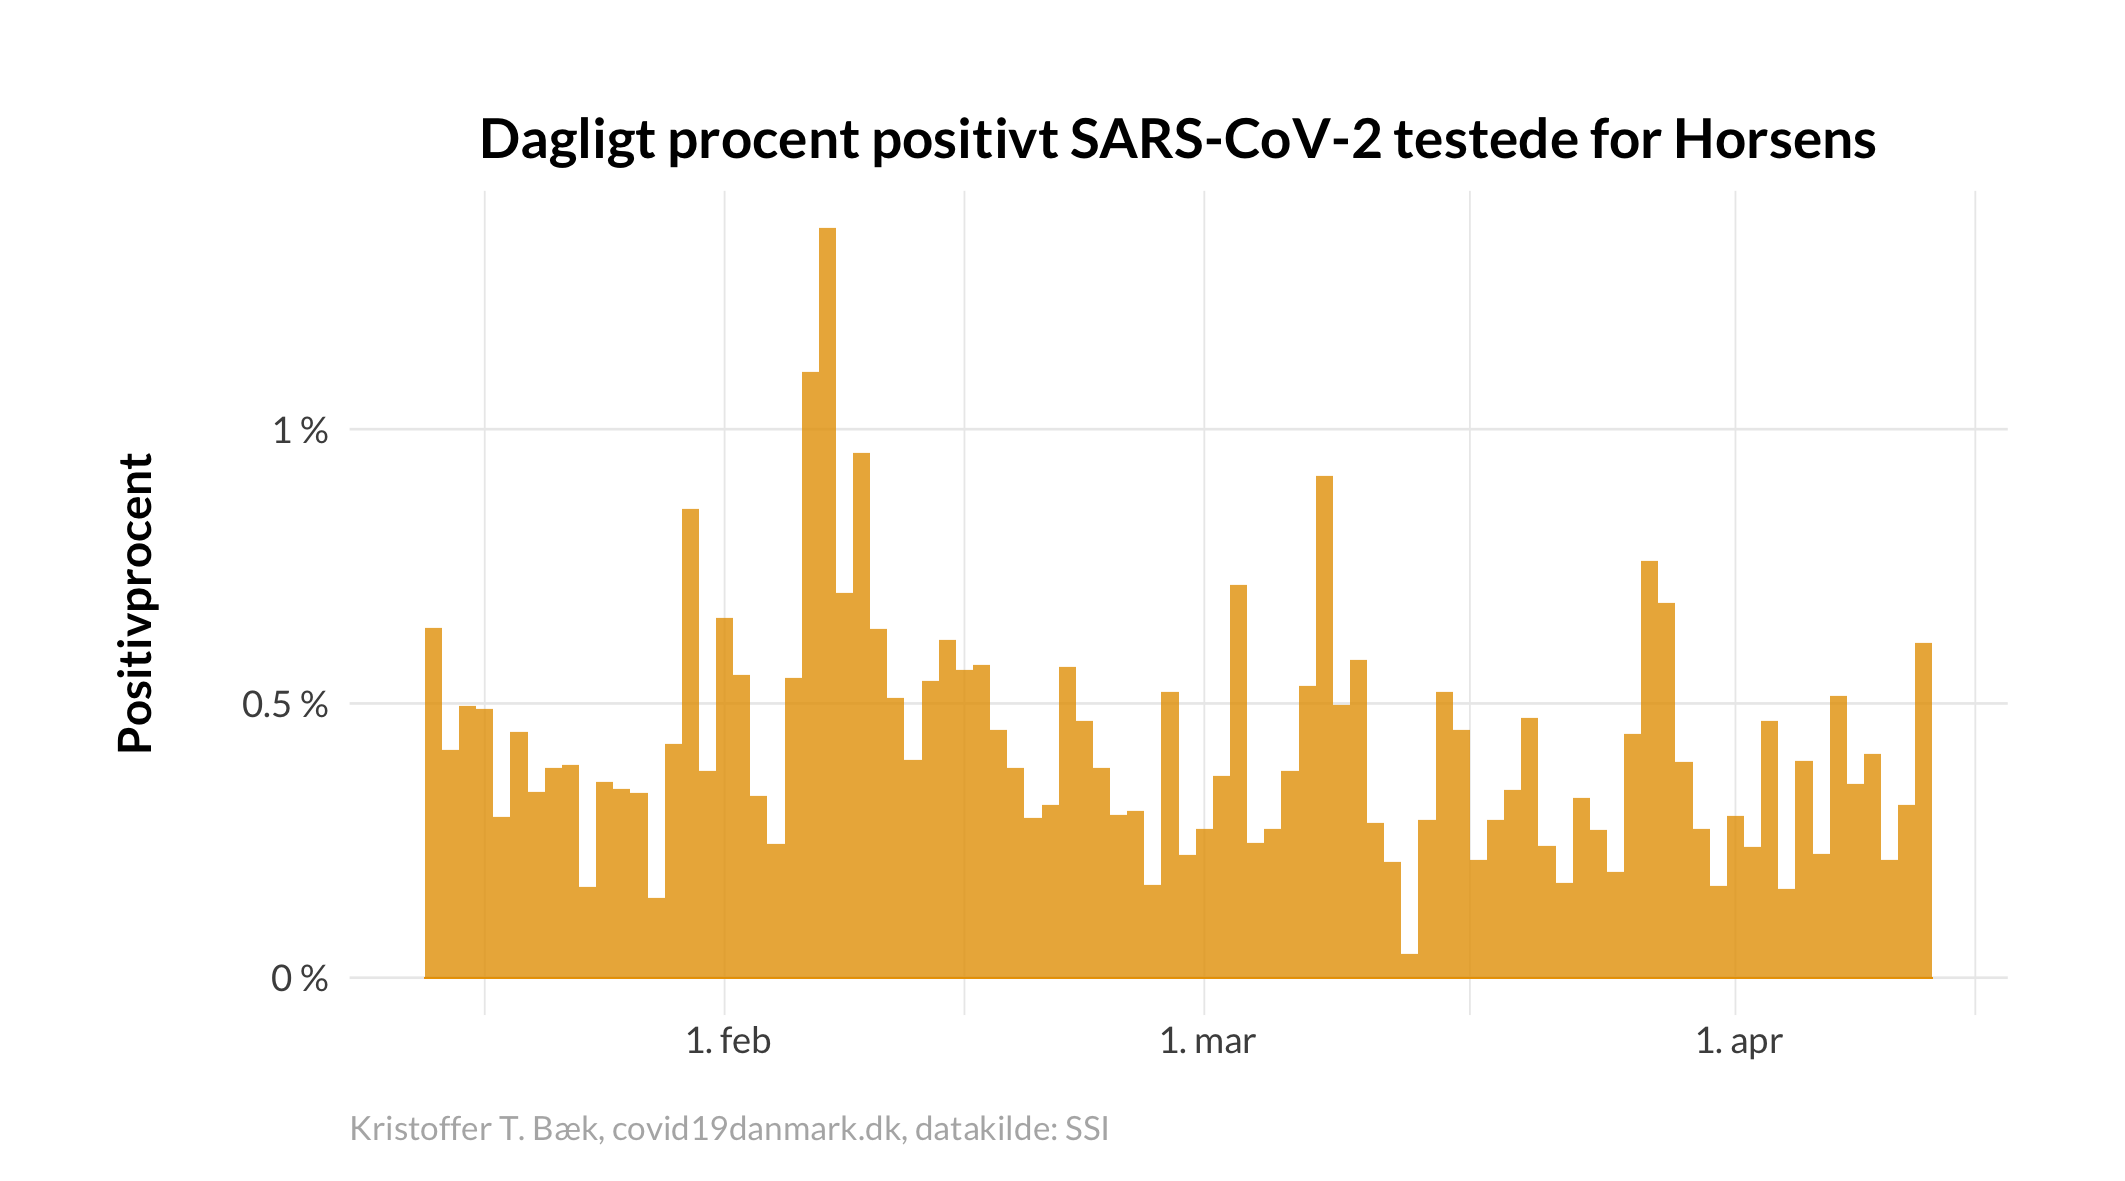 Dagligt procent positivt SARS-CoV-2 testede for Horsens
Positivprocent
1 %
0.5 %
0 %
1. feb
1. mar
1. apr
Kristoffer T. Bæk, covid19danmark.dk, datakilde: SSI